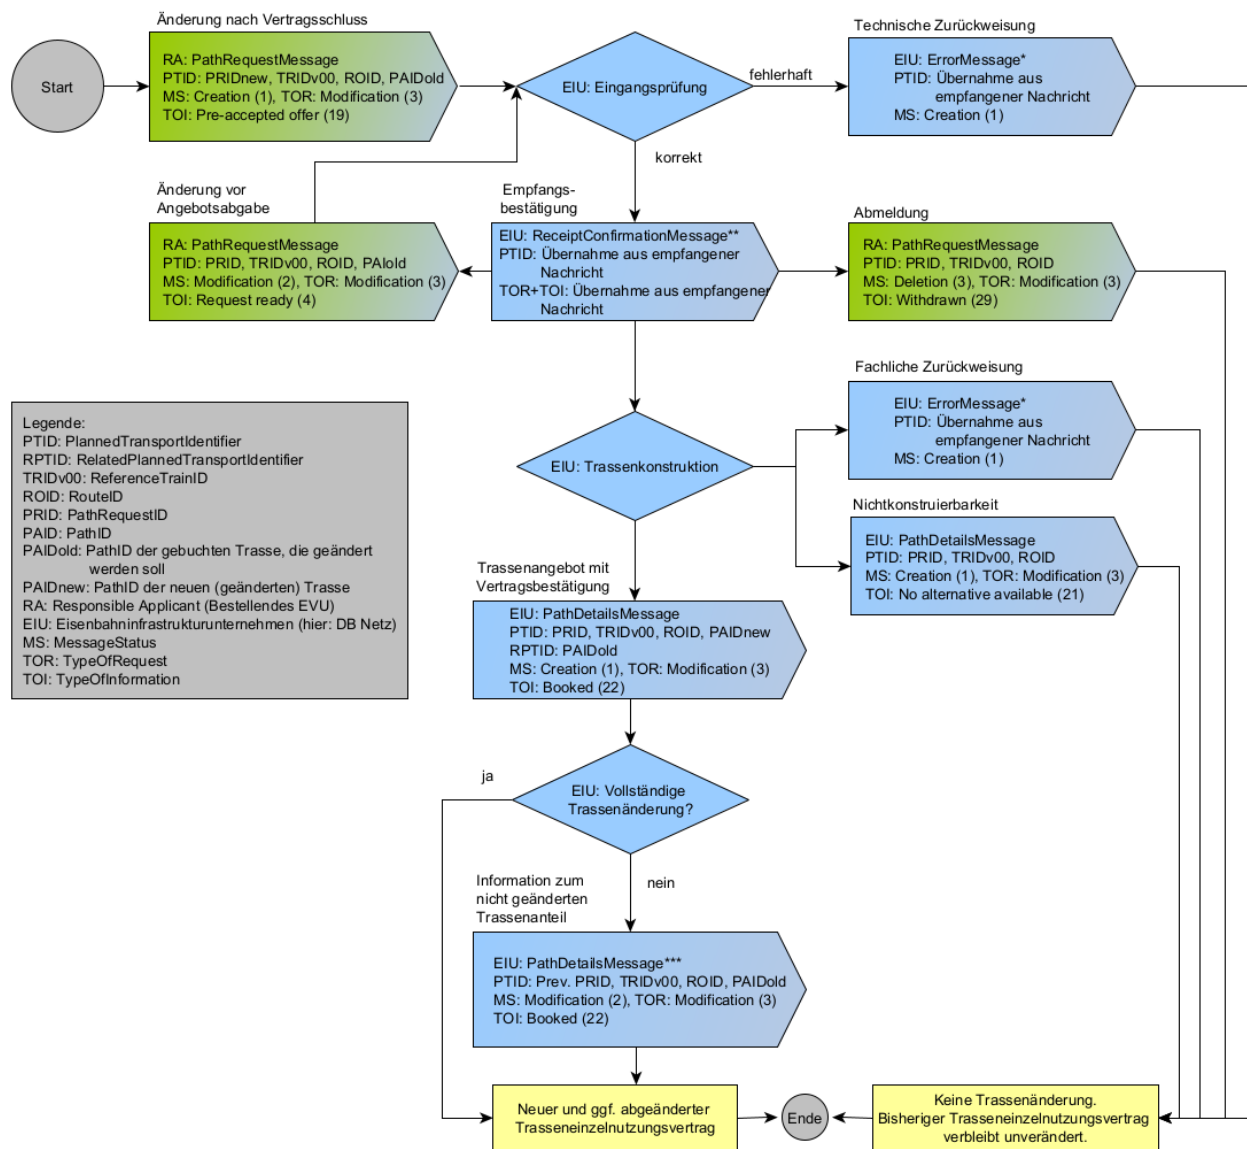 Änderung nach Vertragsschluss
Start
RA: PathRequestMessage
PTID: PRIDnew, TRIDv00, ROID, PAIDold
MS: Creation (1), TOR: Modification (3)
TOI: Pre-accepted offer (19)
EIU: Eingangsprüfung
fehlerhaft
korrekt
Technische Zurückweisung
EIU: ErrorMessage*
PTID: Übernahme aus
empfangener Nachricht
MS: Creation (1)
Änderung vor
Angebotsabgabe
RA: PathRequestMessage
PTID: PRID, TRIDv00, ROID, PAIold
MS: Modification (2), TOR: Modification (3)
TOI: Request ready (4)
Empfangs-
bestätigung
EIU: ReceiptConfirmationMessage**
PTID: Übernahme aus empfangener
Nachricht
TOR+TOI: Übernahme aus empfangener
Nachricht
Abmeldung
RA: PathRequestMessage
PTID: PRID, TRIDv00, ROID
MS: Deletion (3), TOR: Modification (3)
TOI: Withdrawn (29)
Legende:
PTID: PlannedTransportIdentifier
RPTID: RelatedPlannedTransportIdentifier
TRIDv00: ReferenceTrainID
ROID: RouteID
PRID: PathRequestID
PAID: PathID
PAIDold: PathID der gebuchten Trasse, die geändert
werden soll
PAIDnew: PathID der neuen (geänderten) Trasse
RA: Responsible Applicant (Bestellendes EVU)
EIU: Eisenbahninfrastrukturunternehmen (hier: DB Netz)
MS: MessageStatus
TOR: TypeOfRequest
TOI: TypeOfInformation
EIU: Trassenkonstruktion
Fachliche Zurückweisung
EIU: ErrorMessage*
PTID: Übernahme aus
empfangener Nachricht
MS: Creation (1)
Nichtkonstruierbarkeit
EIU: PathDetailsMessage
PTID: PRID, TRIDv00, ROID
MS: Creation (1), TOR: Modification (3)
TOI: No alternative available (21)
Trassenangebot mit
Vertragsbestätigung
EIU: PathDetailsMessage
PTID: PRID, TRIDv00, ROID, PAIDnew
RPTID: PAIDold
MS: Creation (1), TOR: Modification (3)
TOI: Booked (22)
EIU: Vollständige
Trassenänderung?
ja
nein
Information zum
nicht geänderten
Trassenanteil
EIU: PathDetailsMessage***
PTID: Prev. PRID, TRIDv00, ROID, PAIDold
MS: Modification (2), TOR: Modification (3)
TOI: Booked (22)
Neuer und ggf. abgeänderter
Trasseneinzelnutzungsvertrag
Ende
Keine Trassenänderung.
Bisheriger Trasseneinzelnutzungsvertrag
verbleibt unverändert.